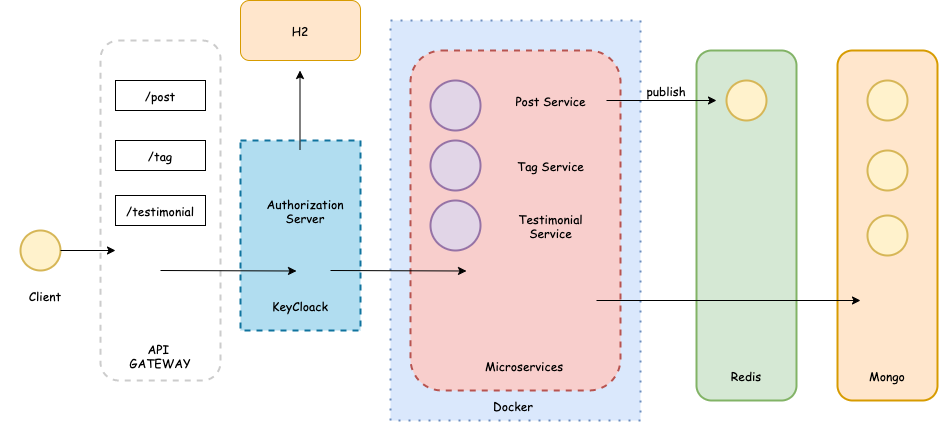 H2
/post
/tag
/testimonial
Client
API
GATEWAY
Authorization
Server
KeyCloack
Post Service
Tag Service
Testimonial
Service
Microservices
Docker
publish
Redis
Mongo